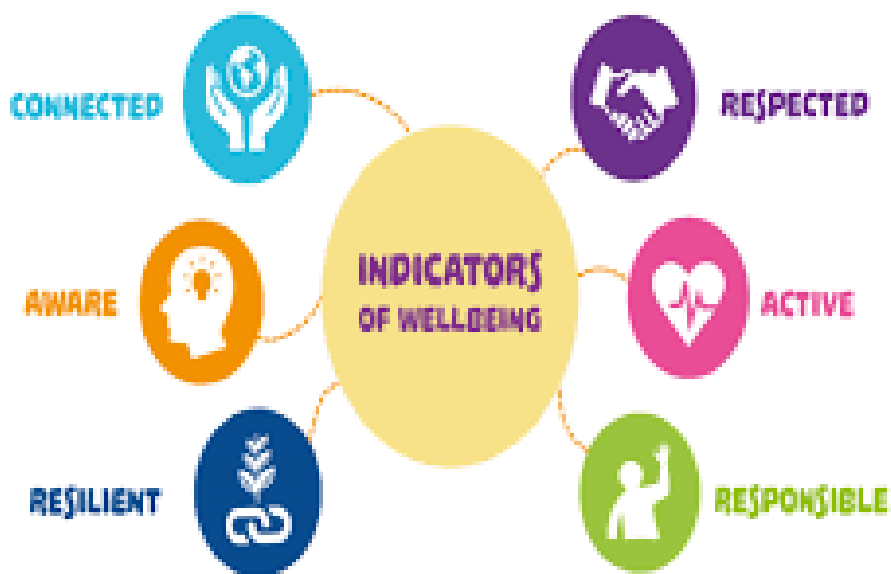 CONNECTED
RESPECTED
INDICATORS
OF WELLBEING
AWARE
ACTIVE
RESILIENT
RESPONSIBLE